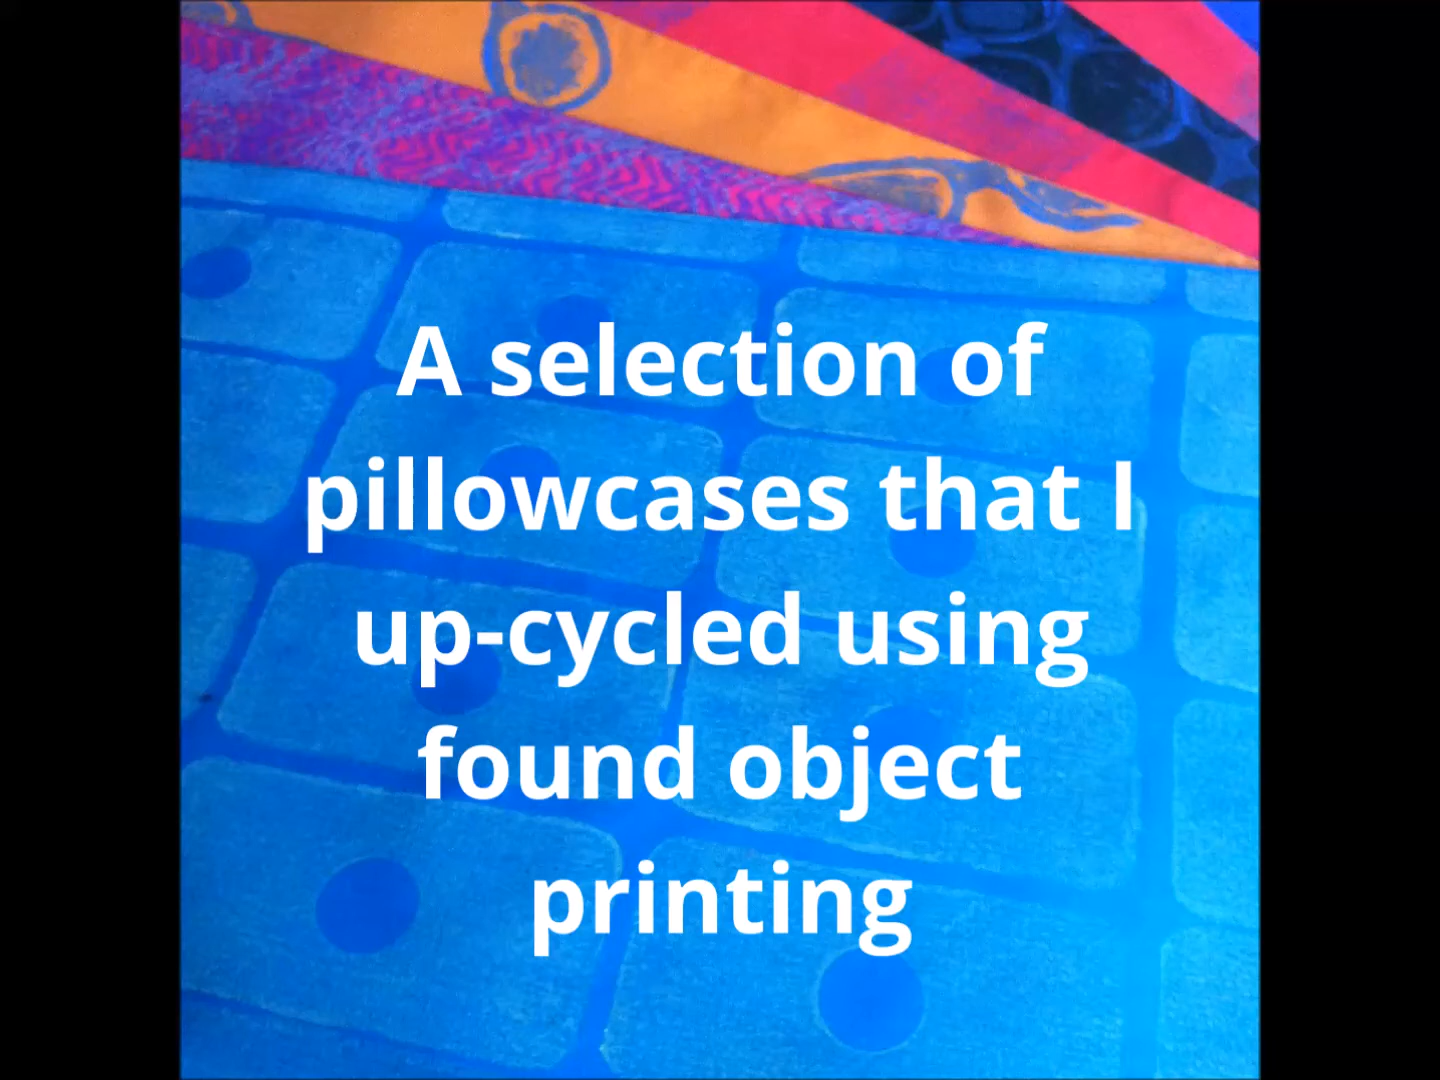 A selection of
pillowcases that I
up-cycled using
found object
printing